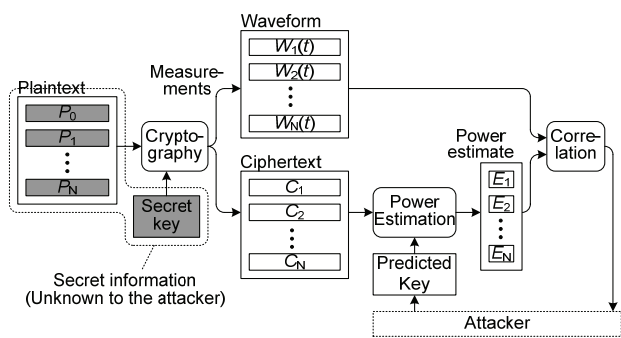 Waveform
W1(t)
W2(t)
WN(t)
Measure-
ments
Plaintext
P0
P1
PN
Crypto-
graphy
Secret
key
Secret information
(Unknown to the attacker)
Ciphertext
C1
C2
CN
Power
Estimation
Predicted
Key
Power
estimate
E1
E2
EN
Corre-
lation
Attacker